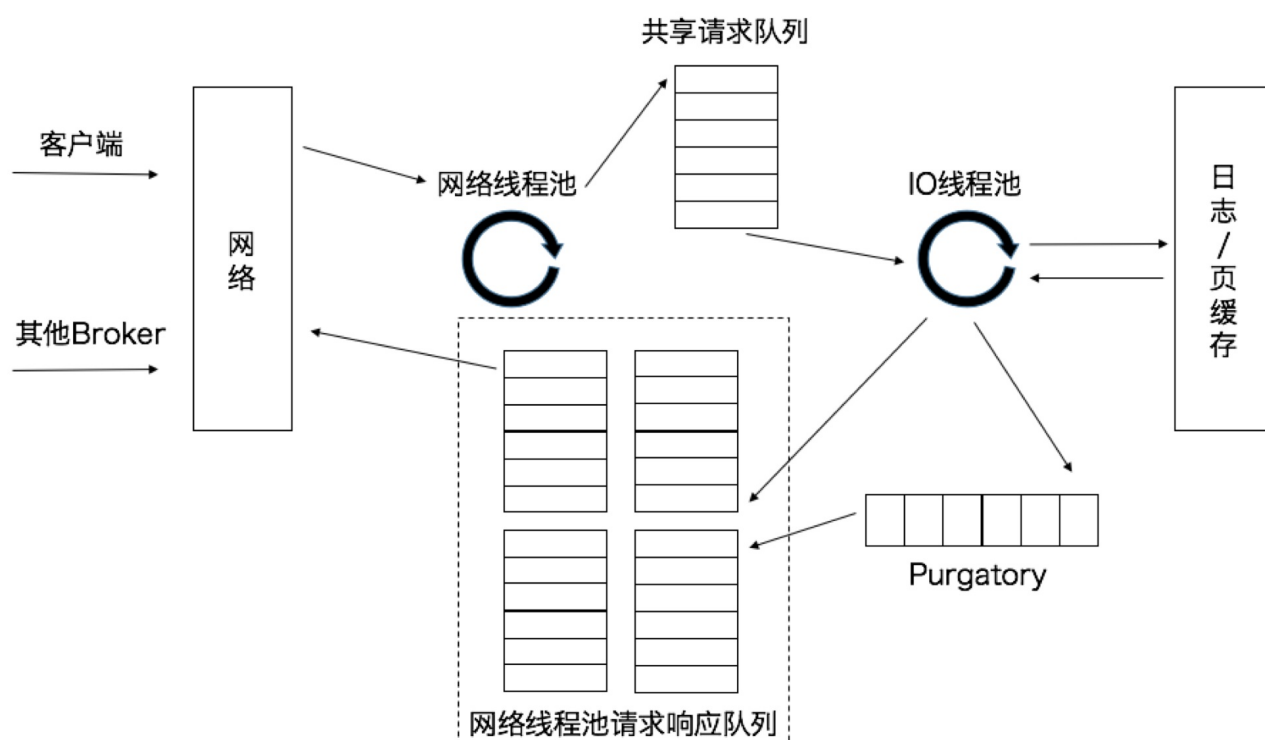 共享请求队列
客户端
网络线程池
IO线程池
网络
日志/页缓存
其他Broker
Purgatory
网络线程池请求响应队列